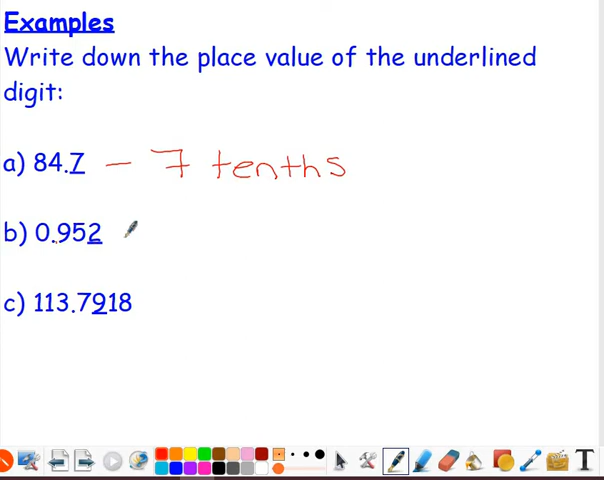 Examples
Write down the place value of the underlined
digit:
a) 84.7 – 7 tenths
b) 0.952
c) 113.7918
T